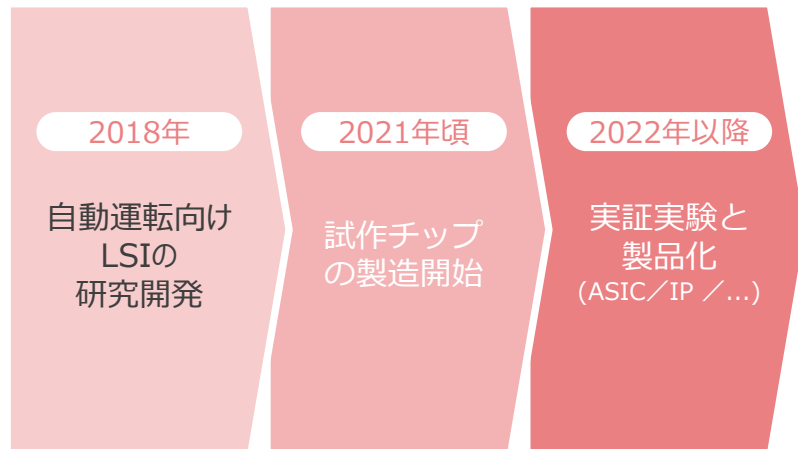 2018年
自動運転向け
LSIの
研究開発
2021年頃
試作チップ
の製造開始
2022年以降
実証実験と
製品化
(ASIC／IP ／...)